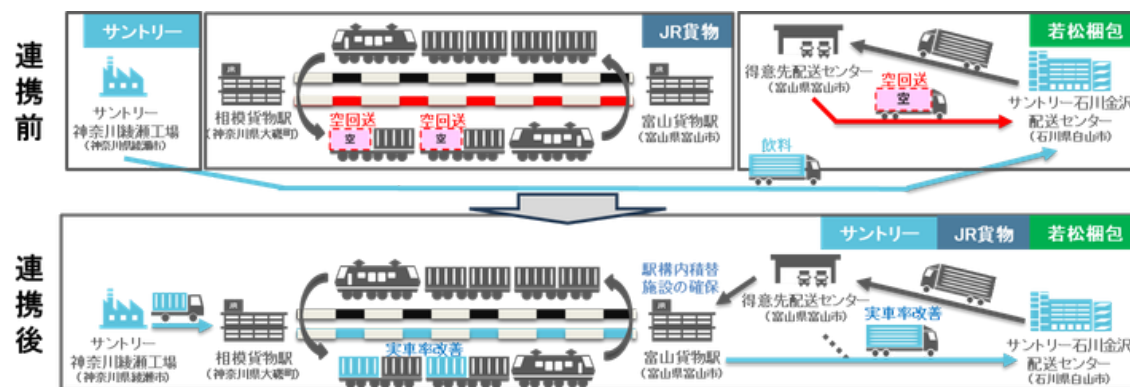 連携前
サントリー
JR貨物
若松梱包
サントリー
神奈川綾瀬工場
(神奈川県綾瀬市)
JR
相模貨物駅
(神奈川県大磯町)
空回送
空
空回送
空
富山貨物駅
(富山県富山市)
得意先配送センター
(富山県富山市)
空回送
空
サントリー石川金沢
配送センター
(石川県白山市)
飲料
連携後
サントリー
JR貨物
若松梱包
サントリー
神奈川綾瀬工場
(神奈川県綾瀬市)
JR
相模貨物駅
(神奈川県大磯町)
実車率改善
駅構内積替
施設の確保
富山貨物駅
(富山県富山市)
得意先配送センター
(富山県富山市)
実車率改善
サントリー石川金沢
配送センター
(石川県白山市)